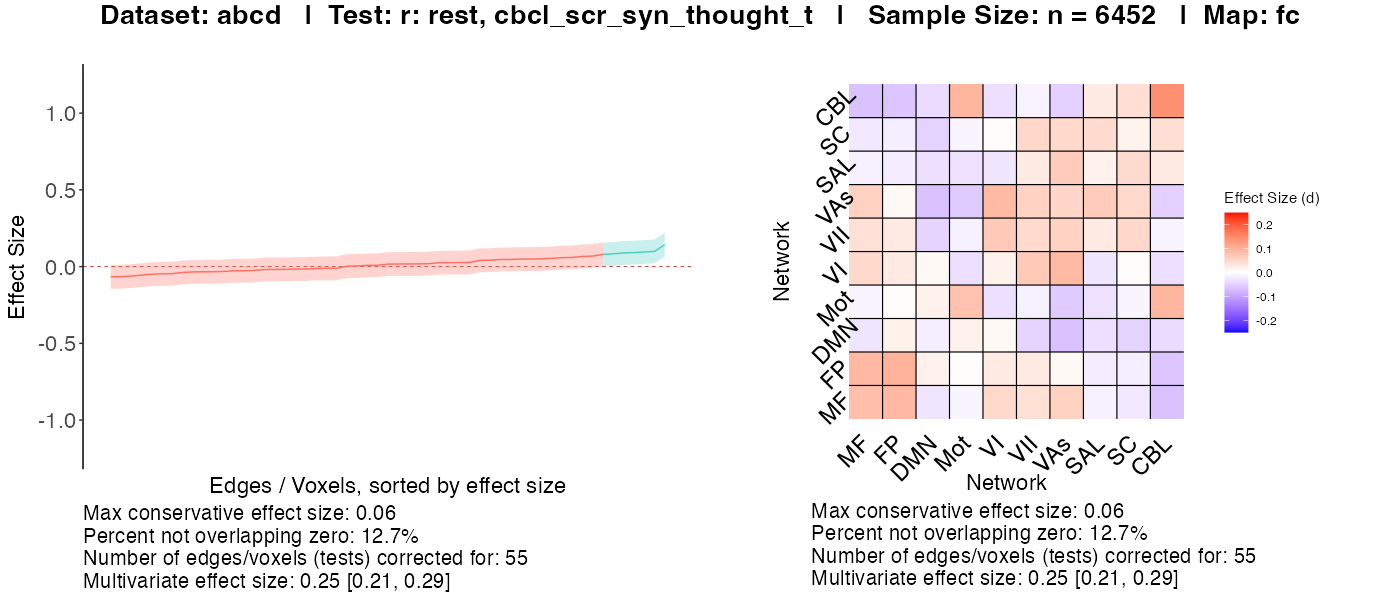 Dataset: abcd | Test: r: rest, cbcl_scr_syn_thought_t | Sample Size: n = 6452 | Map: fc
1.0
0.5
0.0
-0.5
-1.0
Effect Size
Edges / Voxels, sorted by effect size
Max conservative effect size: 0.06
Percent not overlapping zero: 12.7%
Number of edges/voxels (tests) corrected for: 55
Multivariate effect size: 0.25 [0.21, 0.29]
CBL
SC
SAL
VAs
VII
VI
Mot
DMN
FP
MF
Network
MF
FP
DMN
Mot
VI
VII
VAs
SAL
SC
CBL
Network
Effect Size (d)
0.2
0.1
0.0
-0.1
-0.2
Max conservative effect size: 0.06
Percent not overlapping zero: 12.7%
Number of edges/voxels (tests) corrected for: 55
Multivariate effect size: 0.25 [0.21, 0.29]